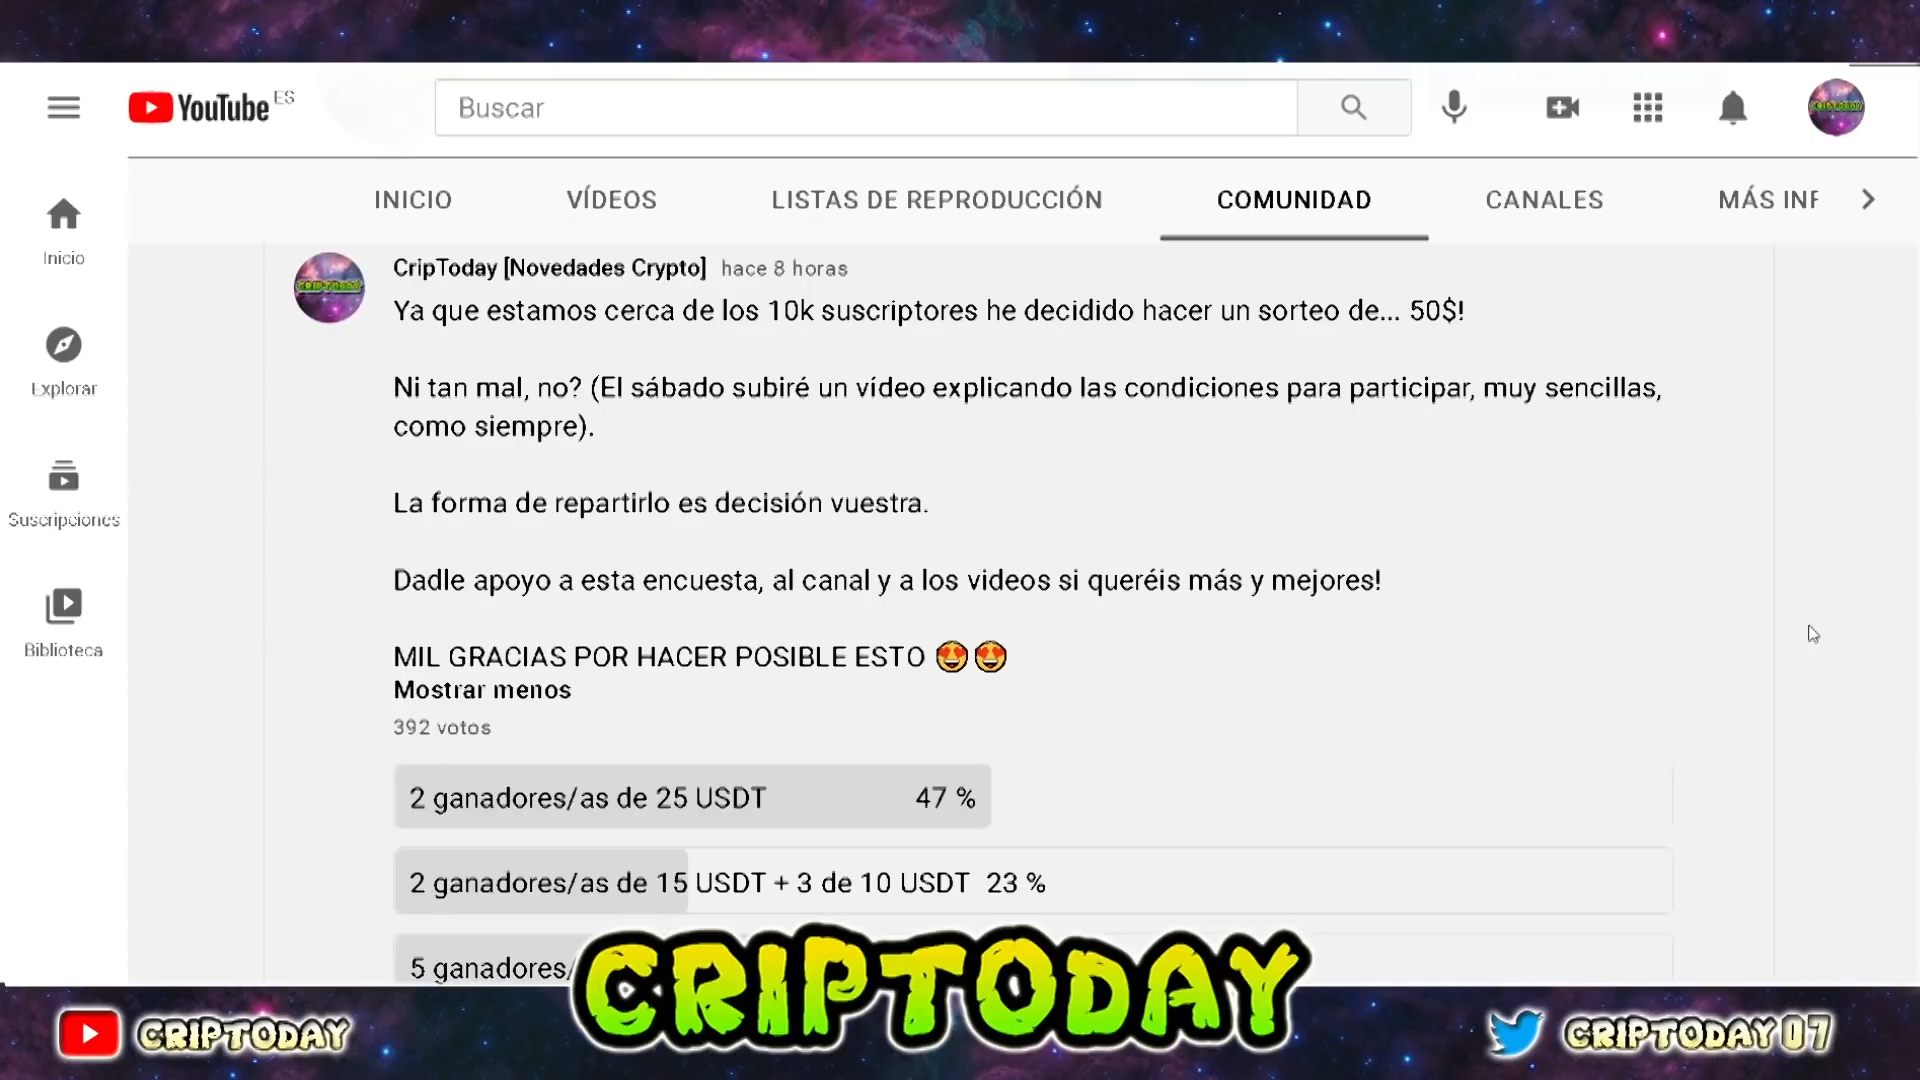 YouTube ES
Buscar
CRIPTODAY
INICIO
VÍDEOS
LISTAS DE REPRODUCCIÓN
COMUNIDAD
CANALES
MÁS INF
Inicio
Explorar
Suscripciones
Biblioteca
CRIPTODAY
CripToday [Novedades Crypto] hace 8 horas
Ya que estamos cerca de los 10k suscriptores he decidido hacer un sorteo de... 50$!
Ni tan mal, no? (El sábado subiré un vídeo explicando las condiciones para participar, muy sencillas,
como siempre).
La forma de repartirlo es decisión vuestra.
Dadle apoyo a esta encuesta, al canal y a los videos si queréis más y mejores!
MIL GRACIAS POR HACER POSIBLE ESTO 😍😍
Mostrar menos
392 votos
2 ganadores/as de 25 USDT 47 %
2 ganadores/as de 15 USDT + 3 de 10 USDT 23 %
5 ganadores/
CRIPTODAY
CRIPTODAY
CRIPTODAY07